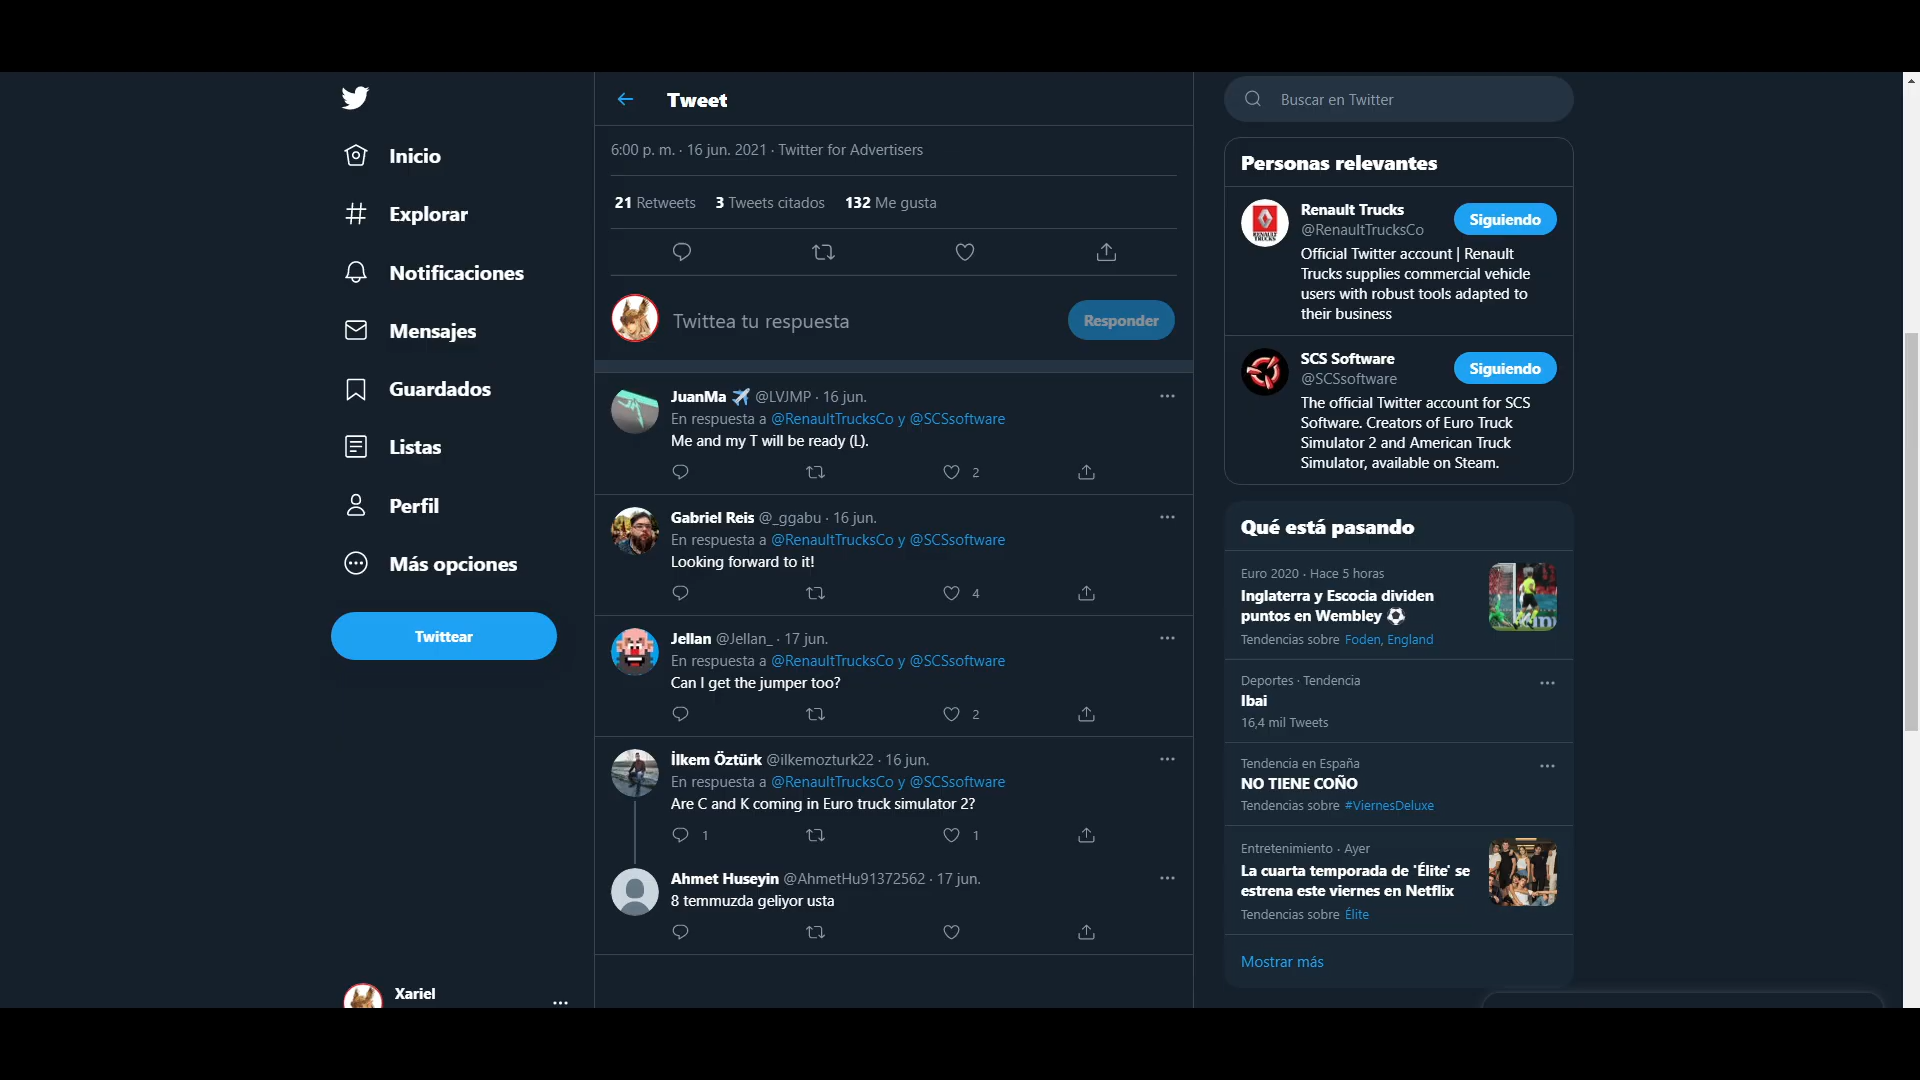 Inicio
Explorar
Notificaciones
Mensajes
Guardados
Listas
Perfil
Más opciones
Twittear
Xariel
Tweet
6:00 p. m. · 16 jun. 2021 · Twitter for Advertisers
21 Retweets 3 Tweets citados 132 Me gusta
Twittea tu respuesta
Responder
JuanMa ✈️ @LVJMP · 16 jun.
En respuesta a @RenaultTrucksCo y @SCSsoftware
Me and my T will be ready (L).
2
Gabriel Reis @_ggabu · 16 jun.
En respuesta a @RenaultTrucksCo y @SCSsoftware
Looking forward to it!
4
Jellan @Jellan_ · 17 jun.
En respuesta a @RenaultTrucksCo y @SCSsoftware
Can I get the jumper too?
2
İlkem Öztürk @ilkemozturk22 · 16 jun.
En respuesta a @RenaultTrucksCo y @SCSsoftware
Are C and K coming in Euro truck simulator 2?
1 1
Ahmet Huseyin @AhmetHu91372562 · 17 jun.
8 temmuzda geliyor usta
Buscar en Twitter
Personas relevantes
RENAULT
TRUCKS
Renault Trucks
@RenaultTrucksCo
Siguiendo
Official Twitter account | Renault
Trucks supplies commercial vehicle
users with robust tools adapted to
their business
SCS Software
@SCSsoftware
Siguiendo
The official Twitter account for SCS
Software. Creators of Euro Truck
Simulator 2 and American Truck
Simulator, available on Steam.
Qué está pasando
Euro 2020 · Hace 5 horas
Inglaterra y Escocia dividen
puntos en Wembley ⚽
Tendencias sobre Foden, England
Deportes · Tendencia
Ibai
16,4 mil Tweets
Tendencia en España
NO TIENE COÑO
Tendencias sobre #ViernesDeluxe
Entretenimiento · Ayer
La cuarta temporada de 'Élite' se
estrena este viernes en Netflix
Tendencias sobre Élite
Mostrar más